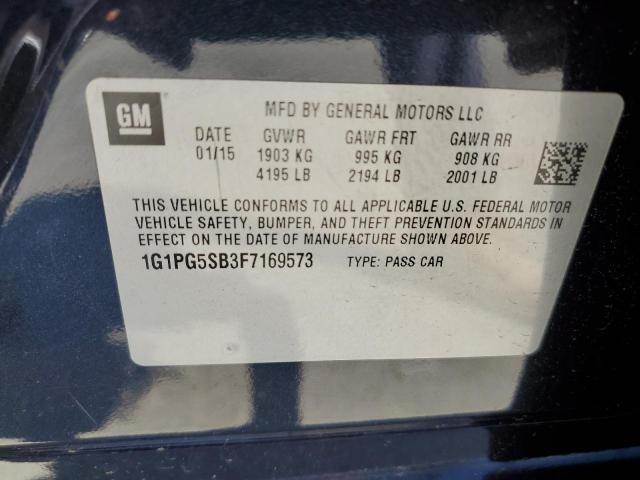 GM
MFD BY GENERAL MOTORS LLC
DATE GVWR GAWR FRT GAWR RR
01/15 1903 KG 995 KG 908 KG
4195 LB 2194 LB 2001 LB
THIS VEHICLE CONFORMS TO ALL APPLICABLE U.S. FEDERAL MOTOR
VEHICLE SAFETY, BUMPER, AND THEFT PREVENTION STANDARDS IN
EFFECT ON THE DATE OF MANUFACTURE SHOWN ABOVE.
1G1PG5SB3F7169573 TYPE: PASS CAR